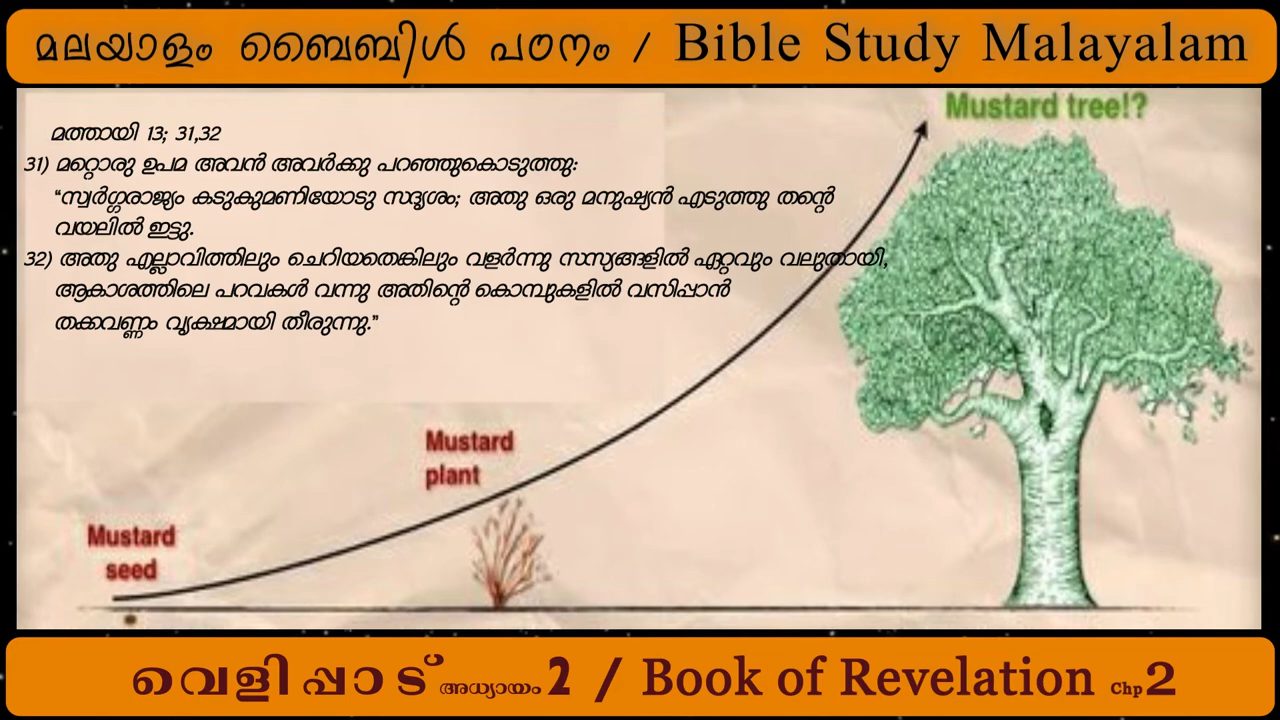 മലയാളം ബൈബിൾ പഠനം / Bible Study Malayalam
Mustard tree!?
മത്തായി 13; 31,32
31) മറ്റൊരു ഉപമ അവൻ അവർക്കു പറഞ്ഞുകൊടുത്തു:
“സ്വർഗ്ഗരാജ്യം കടുകുമണിയോടു സദൃശം; അതു ഒരു മനുഷ്യൻ എടുത്തു തന്റെ
വയലിൽ ഇട്ടു.
32) അതു എല്ലാവിത്തിലും ചെറിയതെങ്കിലും വളർന്നു സസ്യങ്ങളിൽ ഏറ്റവും വലുതായി,
ആകാശത്തിലെ പറവകൾ വന്നു അതിന്റെ കൊമ്പുകളിൽ വസിപ്പാൻ
തക്കവണ്ണം വൃക്ഷമായി തീരുന്നു.”
Mustard
plant
Mustard
seed
വെളിപ്പാട് അധ്യായം 2 / Book of Revelation Chp 2